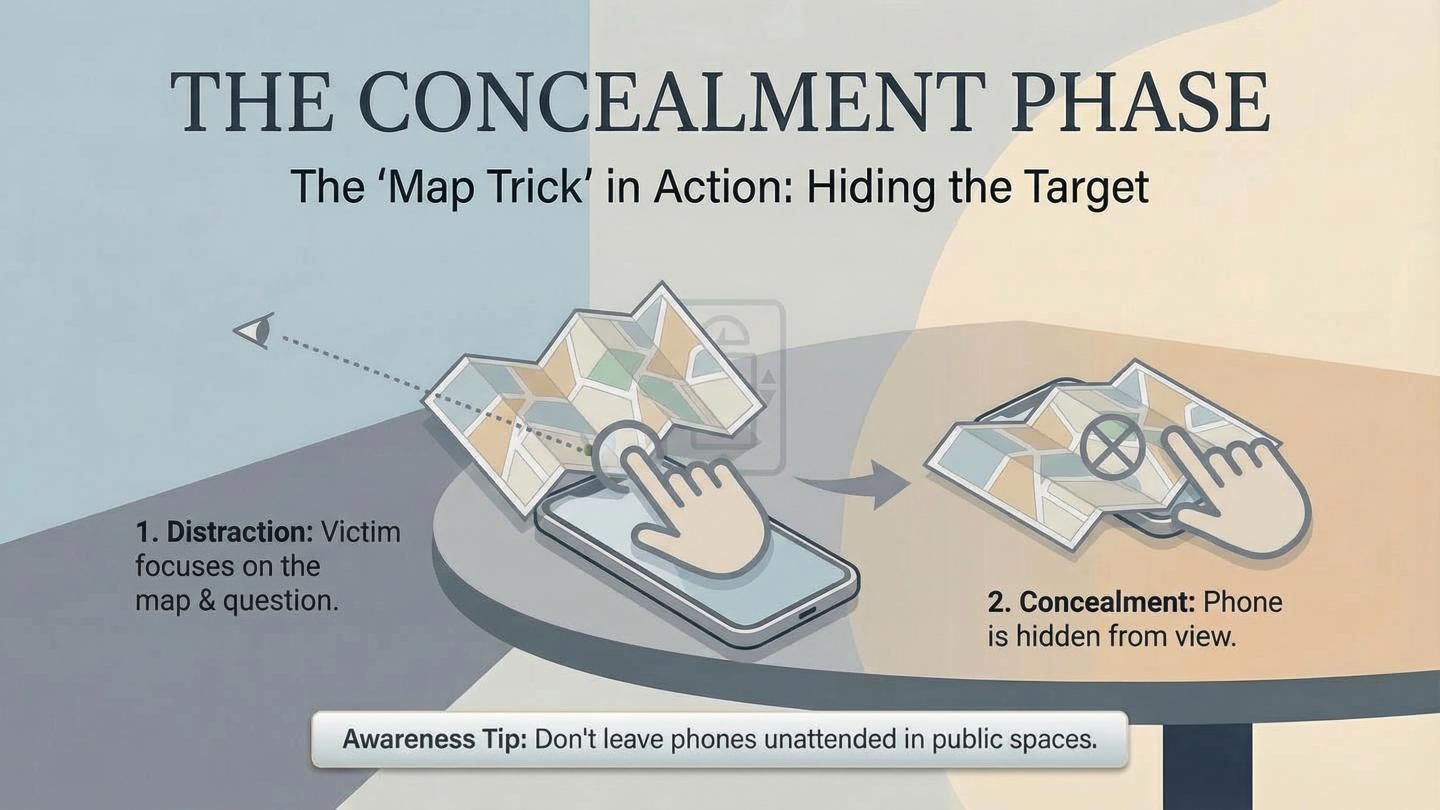 THE CONCEALMENT PHASE
The ‘Map Trick’ in Action: Hiding the Target
1. Distraction: Victim
focuses on the
map & question.
2. Concealment: Phone
is hidden from view.
Awareness Tip: Don't leave phones unattended in public spaces.